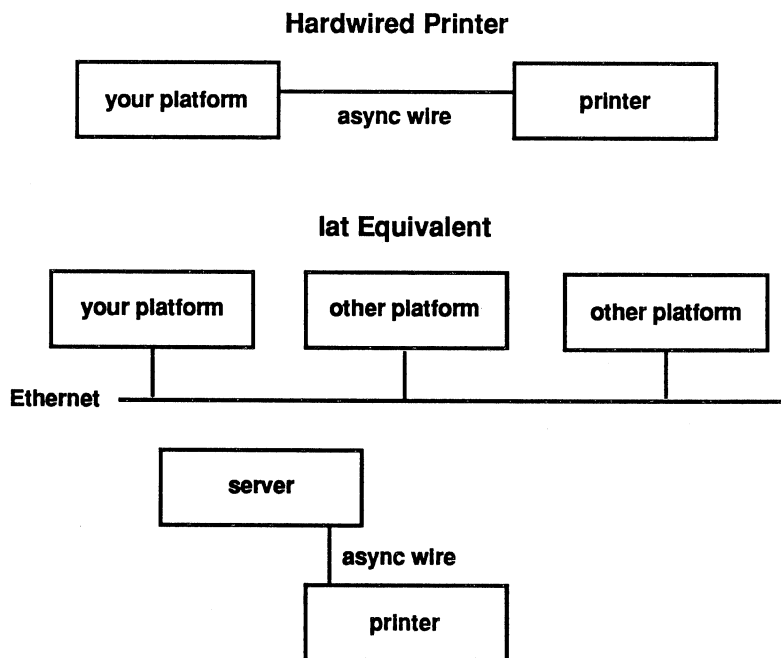 Hardwired Printer
your platform
async wire
printer
lat Equivalent
your platform
other platform
other platform
Ethernet
server
async wire
printer